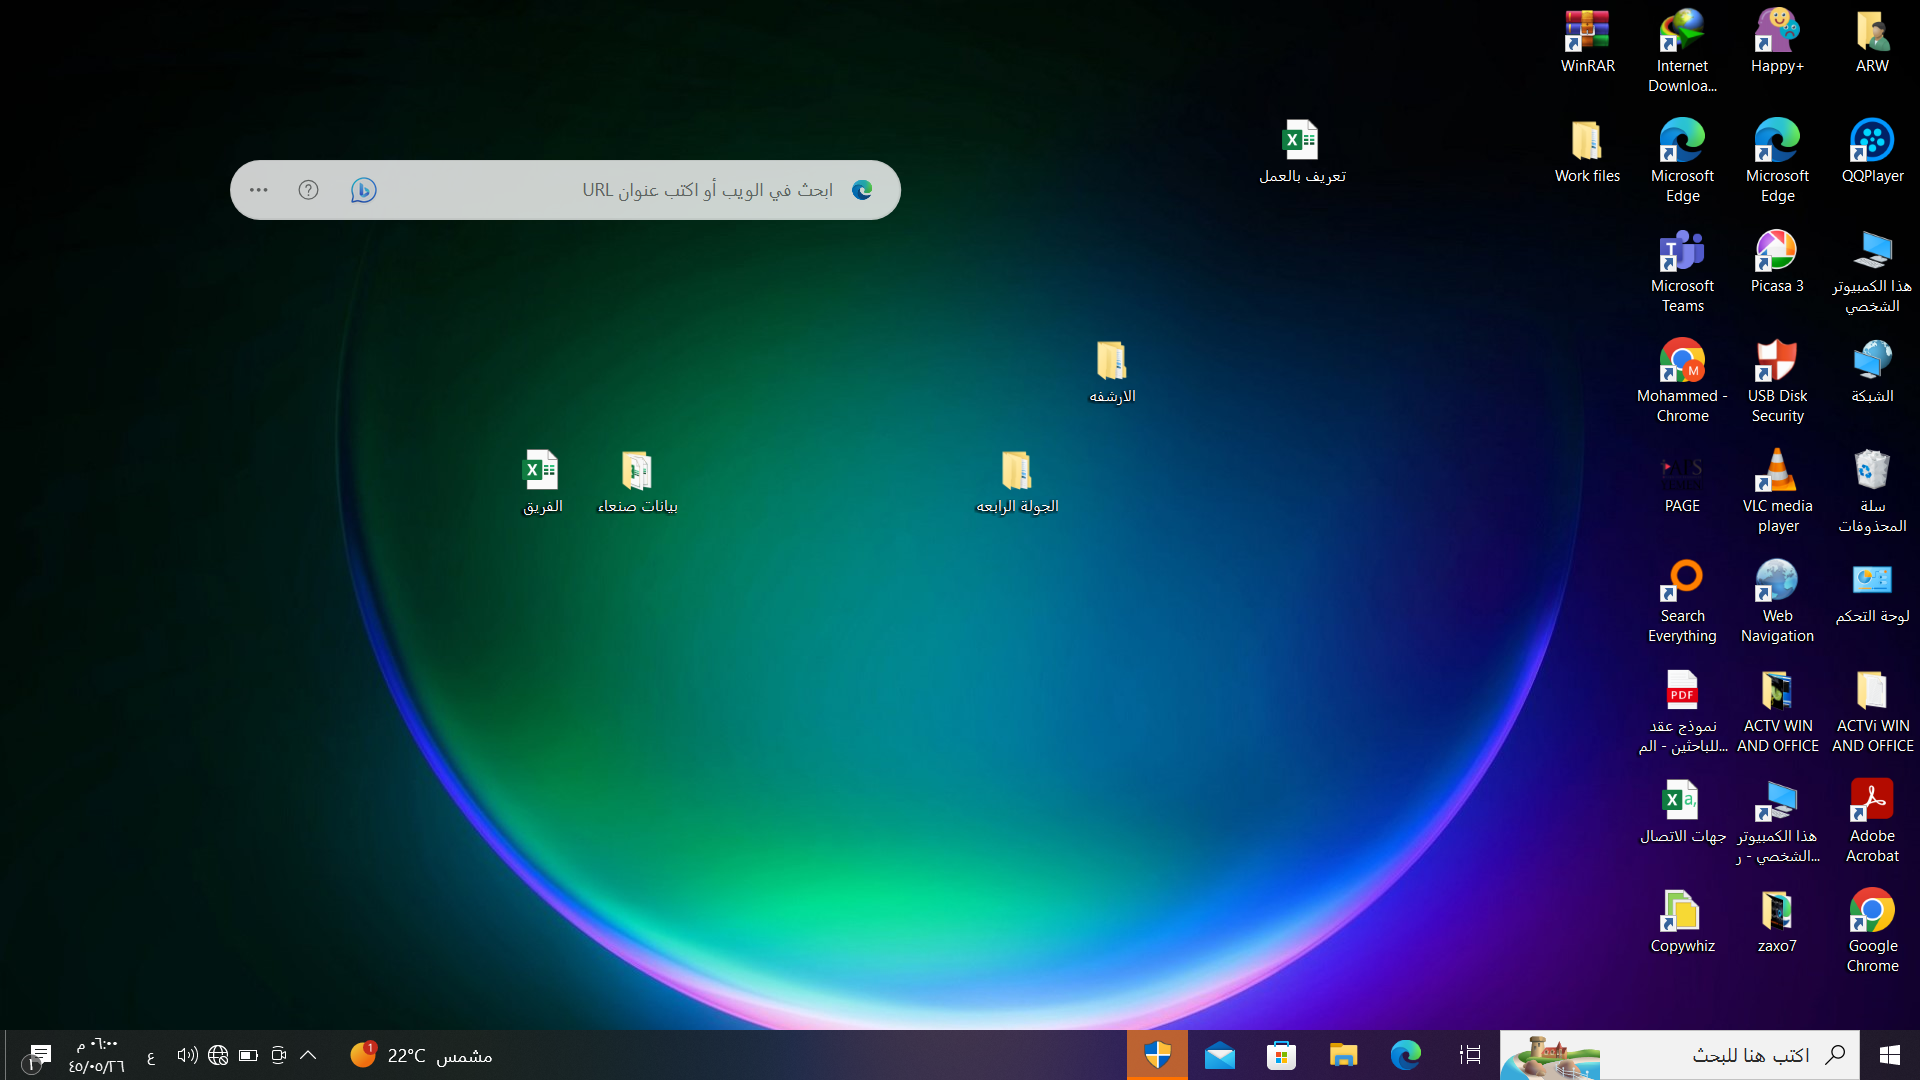 WinRAR
Internet
Downloa...
Happy+
ARW
تعريف بالعمل
Work files
Microsoft
Edge
Microsoft
Edge
QQPlayer
ابحث في الويب أو اكتب عنوان URL
Microsoft
Teams
Picasa 3
هذا الكمبيوتر
الشخصي
الارشفه
Mohammed -
Chrome
USB Disk
Security
الشبكة
الفريق
بيانات صنعاء
الجولة الرابعه
PAGE
VLC media
player
سلة
المحذوفات
Search
Everything
Web
Navigation
لوحة التحكم
PDF
نموذج عقد
للباحثين - الم...
ACTV WIN
AND OFFICE
ACTVi WIN
AND OFFICE
جهات الاتصال
هذا الكمبيوتر
الشخصي - ر...
Adobe
Acrobat
Copywhiz
zaxo7
Google
Chrome
اكتب هنا للبحث
مشمس 22°C
1
ع
٠٦:٠٠ م
٤٥/٠٥/٢٦
١